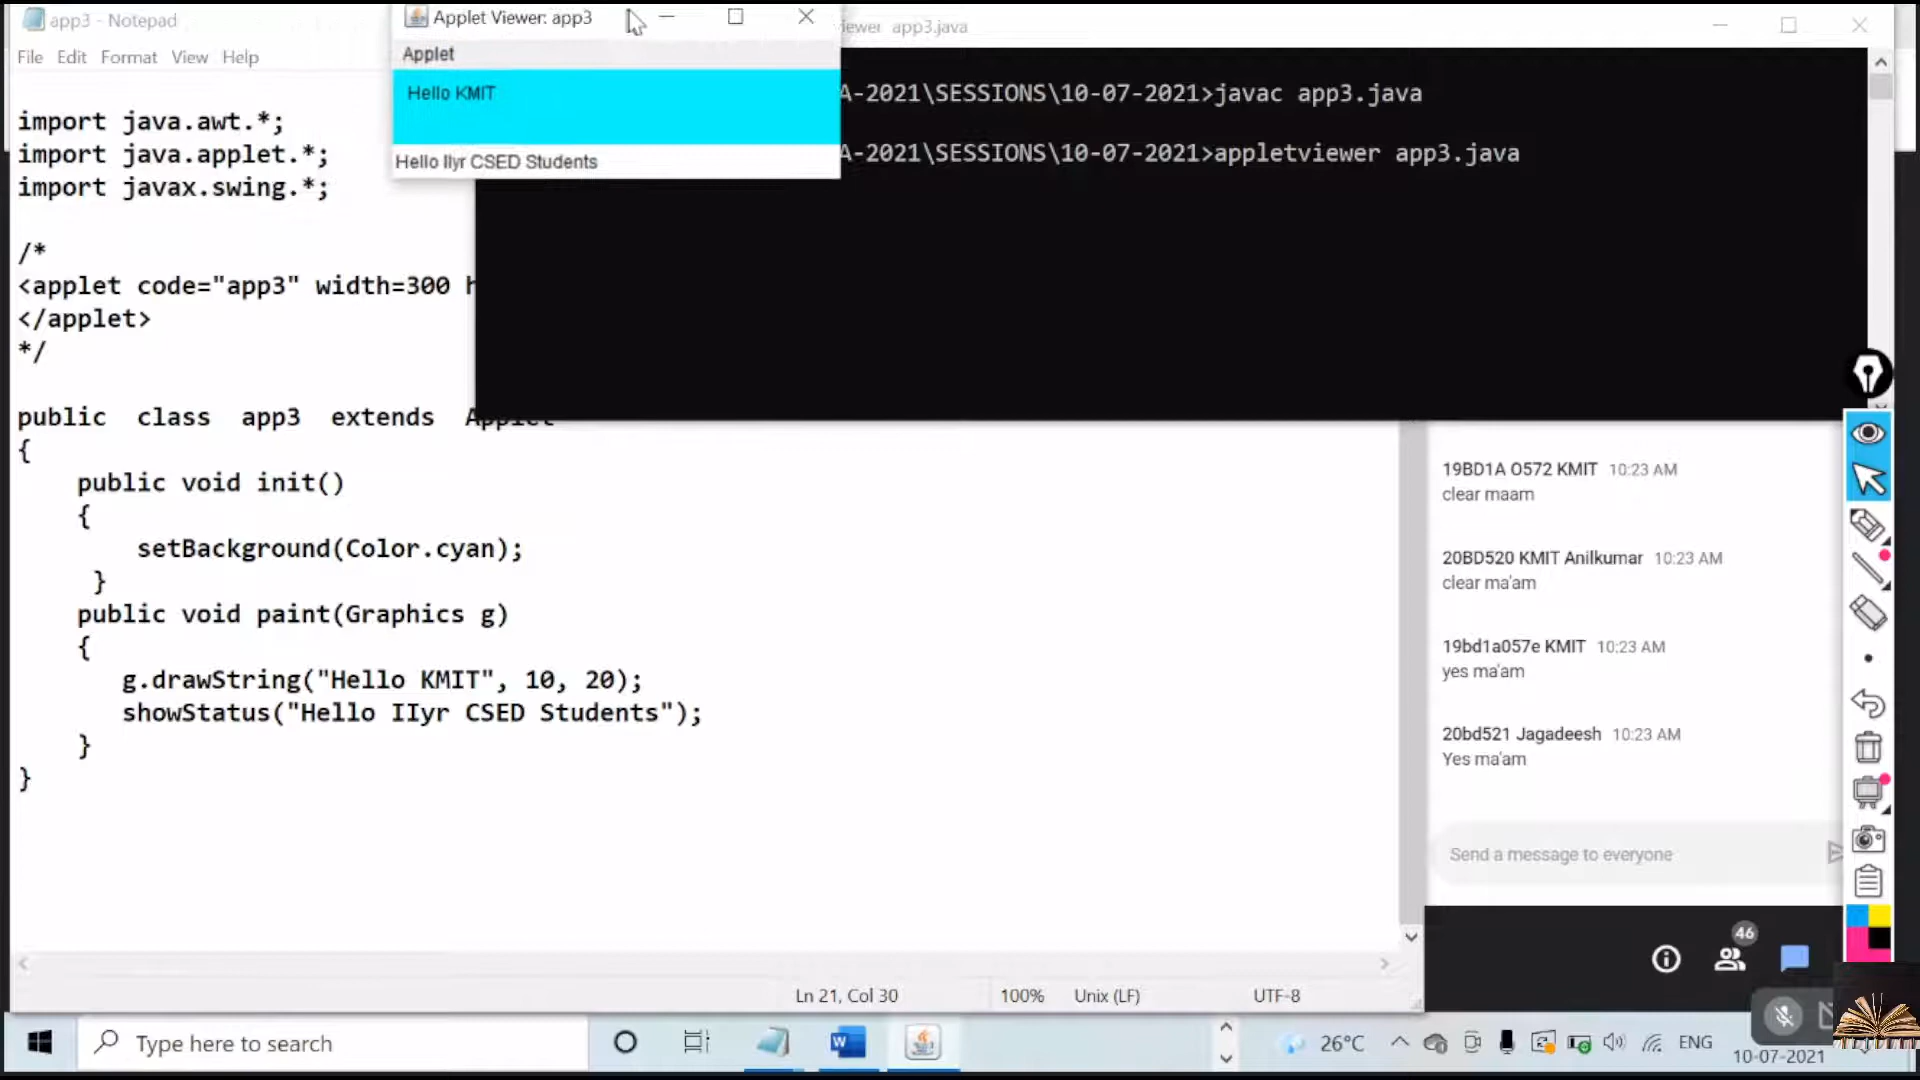 app3 - Notepad
File Edit Format View Help
import java.awt.*;
import java.applet.*;
import javax.swing.*;
/*
<applet code="app3" width=300 h
</applet>
*/
public class app3 extends Applet
{
public void init()
{
setBackground(Color.cyan);
}
public void paint(Graphics g)
{
g.drawString("Hello KMIT", 10, 20);
showStatus("Hello IIyr CSED Students");
}
}
Ln 21, Col 30
100%
Unix (LF)
UTF-8
Applet Viewer: app3
Applet
Hello KMIT
Hello IIyr CSED Students
iewer app3.java
A-2021\SESSIONS\10-07-2021>javac app3.java
A-2021\SESSIONS\10-07-2021>appletviewer app3.java
19BD1A O572 KMIT 10:23 AM
clear maam
20BD520 KMIT Anilkumar 10:23 AM
clear ma'am
19bd1a057e KMIT 10:23 AM
yes ma'am
20bd521 Jagadeesh 10:23 AM
Yes ma'am
Send a message to everyone
46
Type here to search
W
26°C
ENG
10-07-2021